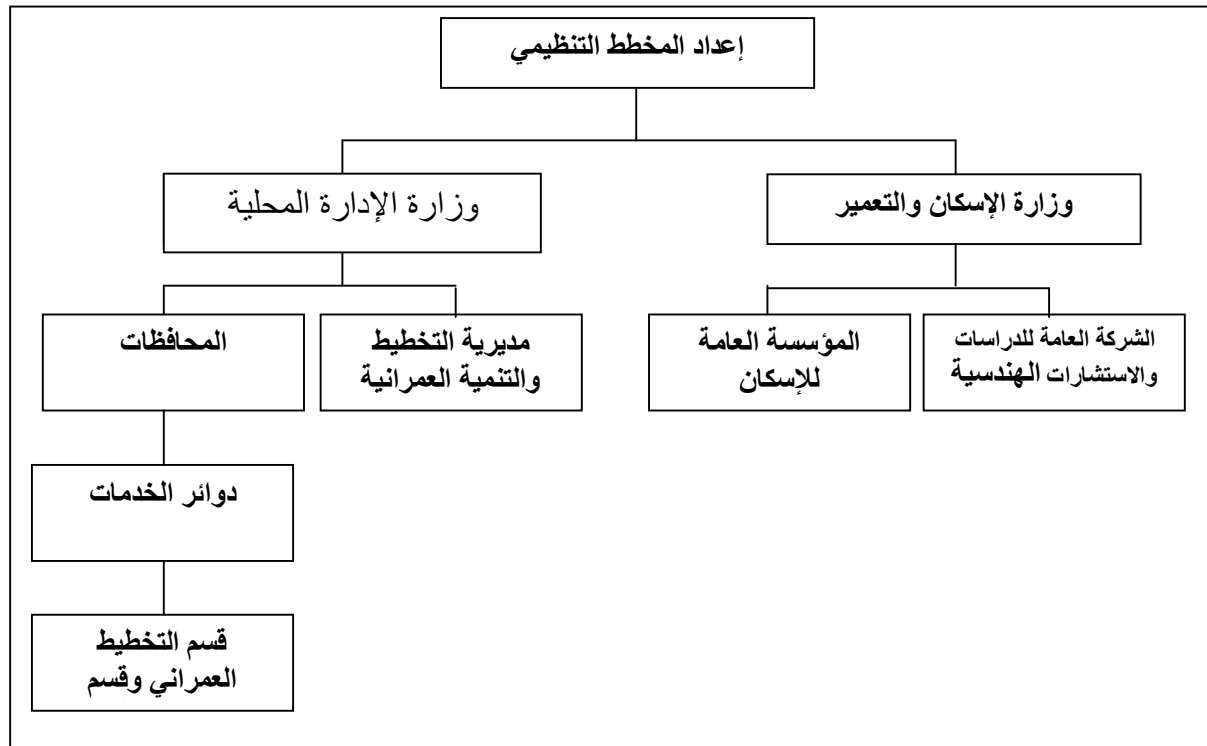 إعداد المخطط التنظيمي
وزارة الإسكان والتعمير
وزارة الإدارة المحلية
الشركة العامة للدراسات
والاستشارات الهندسية
المؤسسة العامة
للإسكان
مديرية التخطيط
والتنمية العمرانية
المحافظات
دوائر الخدمات
قسم التخطيط
العمراني وقسم